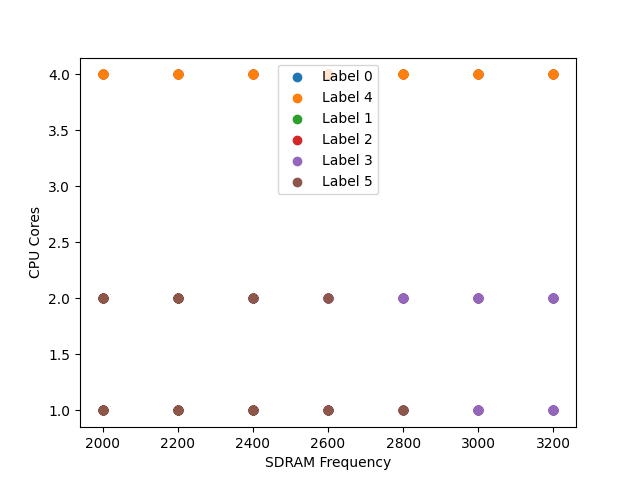 4.0
3.5
3.0
2.5
2.0
1.5
1.0
CPU Cores
Label 0
Label 4
Label 1
Label 2
Label 3
Label 5
2000 2200 2400 2600 2800 3000 3200
SDRAM Frequency